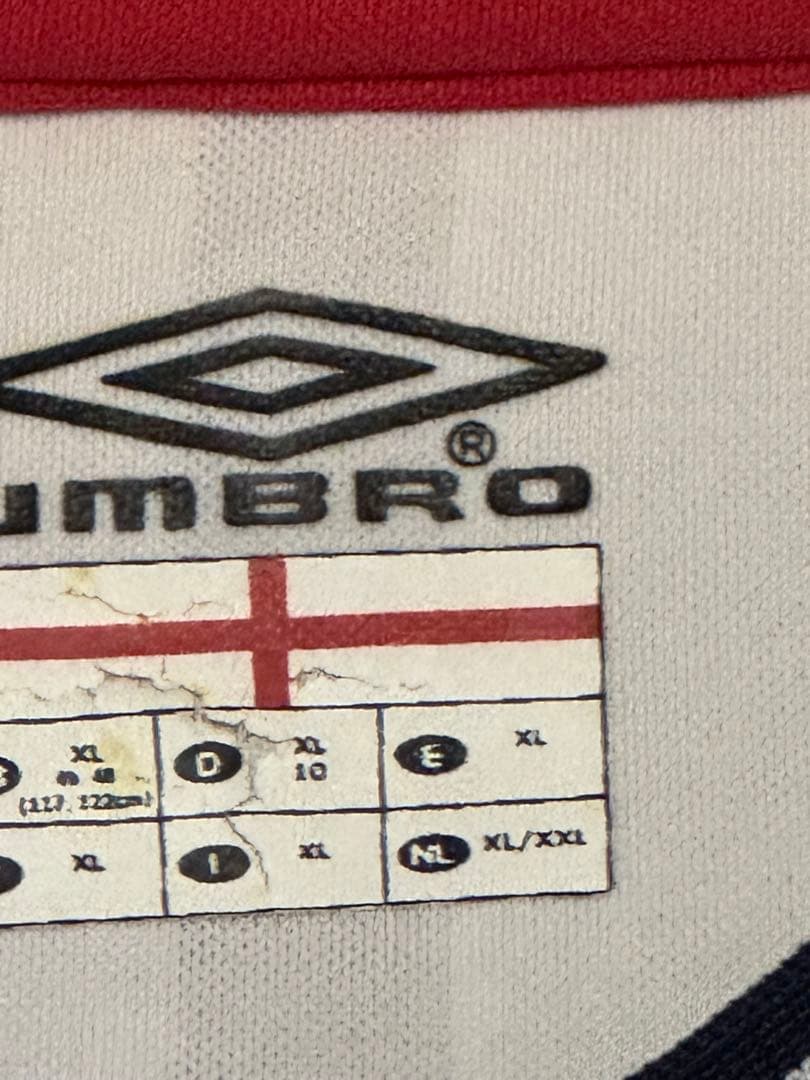 UMBRO®
XL
(117. 122cm)
D XL
10
E XL
XL
I XL
NL XL/XXL